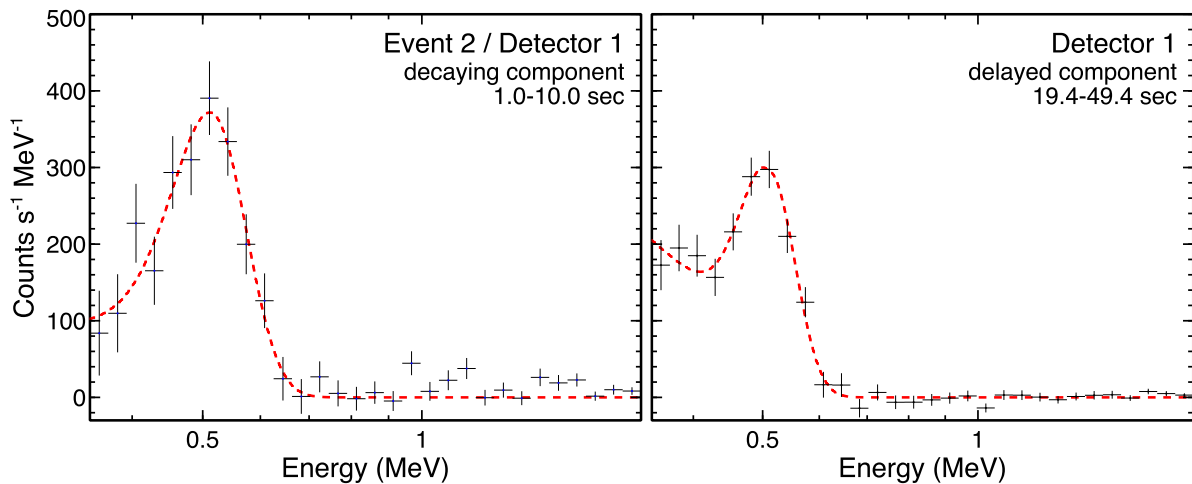 Counts s⁻¹ MeV⁻¹
500
400
300
200
100
0
Event 2 / Detector 1
decaying component
1.0-10.0 sec
0.5
1
Energy (MeV)
Detector 1
delayed component
19.4-49.4 sec
0.5
1
Energy (MeV)